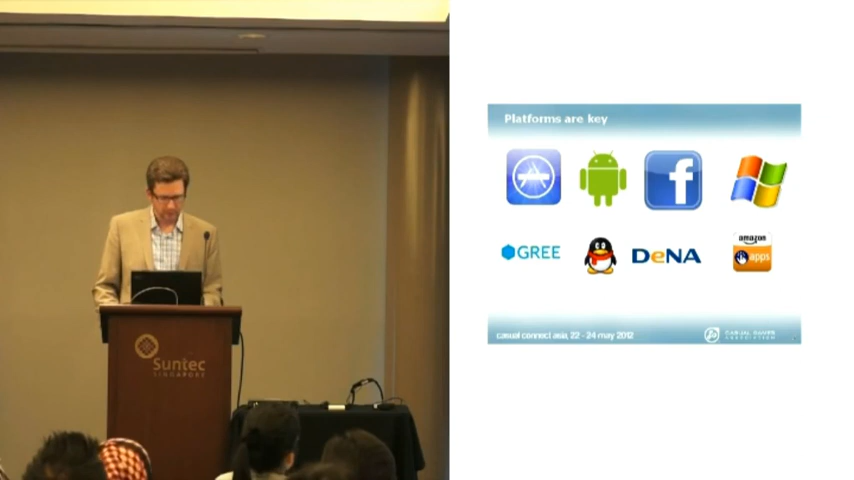 Platforms are key
f
GREE
DeNA
amazon
apps
casual connect asia, 22 - 24 may 2012
CASUAL GAMES
ASSOCIATION
Suntec
SINGAPORE